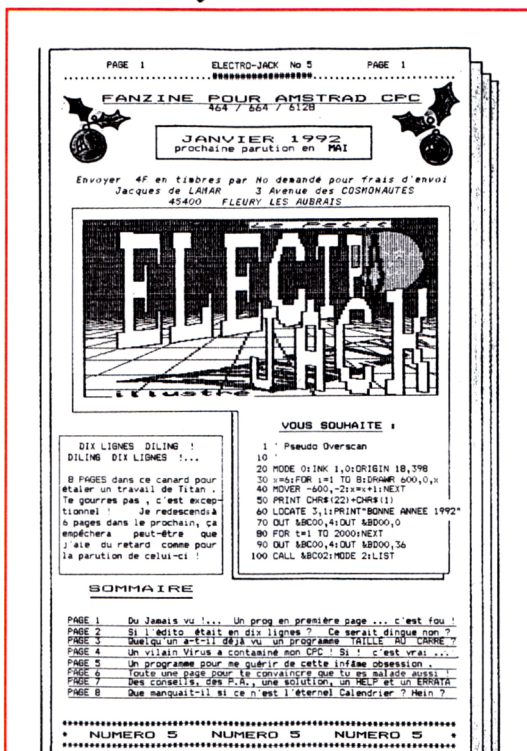 PAGE 1 ELECTRO-JACK No 5 PAGE 1
FANZINE POUR AMSTRAD CPC
464 / 664 / 6128
JANVIER 1992
prochaine parution en MAI
Envoyer 4F en timbres par No demandé pour frais d'envoi
Jacques de LAMAR 3 Avenue des COSMONAUTES
45400 FLEURY LES AUBRAIS
Le Petit
ELECTRO
JACK
illustré
VOUS SOUHAITE :
1 ' Pseudo Overscan
10 '
20 MODE 0:INK 1,0:ORIGIN 18,398
30 x=6:FOR i=1 TO 8:DRAWR 600,0,x
40 MOVER -600,-2:x=x+1:NEXT
50 PRINT CHR$(22)+CHR$(1)
60 LOCATE 3,1:PRINT"BONNE ANNEE 1992"
70 OUT &BC00,4:OUT &BD00,0
80 FOR t=1 TO 2000:NEXT
90 OUT &BC00,4:OUT &BD00,36
100 CALL &BC02:MODE 2:LIST
DIX LIGNES DILING !
DILING DIX LIGNES !...
8 PAGES dans ce canard pour
étaler un travail de Titan .
Te gourres pas , c'est excep-
tionnel ! Je redescends à
6 pages dans le prochain, ça
empêchera peut-être que
j'aie du retard comme pour
la parution de celui-ci !
SOMMAIRE
PAGE 1 Du Jamais vu !... Un prog en première page ... c'est fou !
PAGE 2 Si l'édito était en dix lignes ? Ce serait dingue non ?
PAGE 3 Quelqu'un a-t-il déjà vu un programme TAILLE AU CARRE ?
PAGE 4 Un vilain Virus a contaminé mon CPC ! Si ! c'est vrai ...
PAGE 5 Un programme pour me guérir de cette infâme obsession .
PAGE 6 Toute une page pour te convaincre que tu es malade aussi !
PAGE 7 Des conseils, des P.A., une solution, un HELP et un ERRATA
PAGE 8 Que manquait-il si ce n'est l'éternel Calendrier ? Hein ?
* NUMERO 5 NUMERO 5 NUMERO 5 *